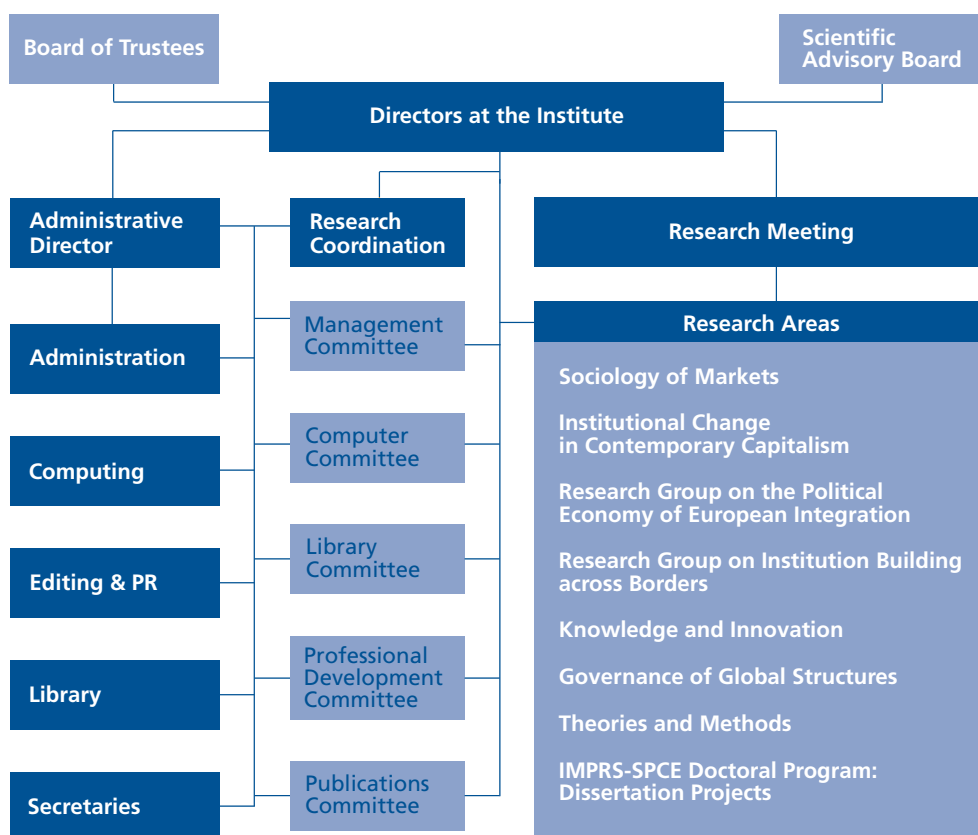 Board of Trustees
Scientific
Advisory Board
Directors at the Institute
Administrative
Director
Research
Coordination
Research Meeting
Administration
Management
Committee
Research Areas
Computing
Computer
Committee
Editing & PR
Library
Committee
Library
Professional
Development
Committee
Secretaries
Publications
Committee
Sociology of Markets
Institutional Change
in Contemporary Capitalism
Research Group on the Political
Economy of European Integration
Research Group on Institution Building
across Borders
Knowledge and Innovation
Governance of Global Structures
Theories and Methods
IMPRS-SPCE Doctoral Program:
Dissertation Projects